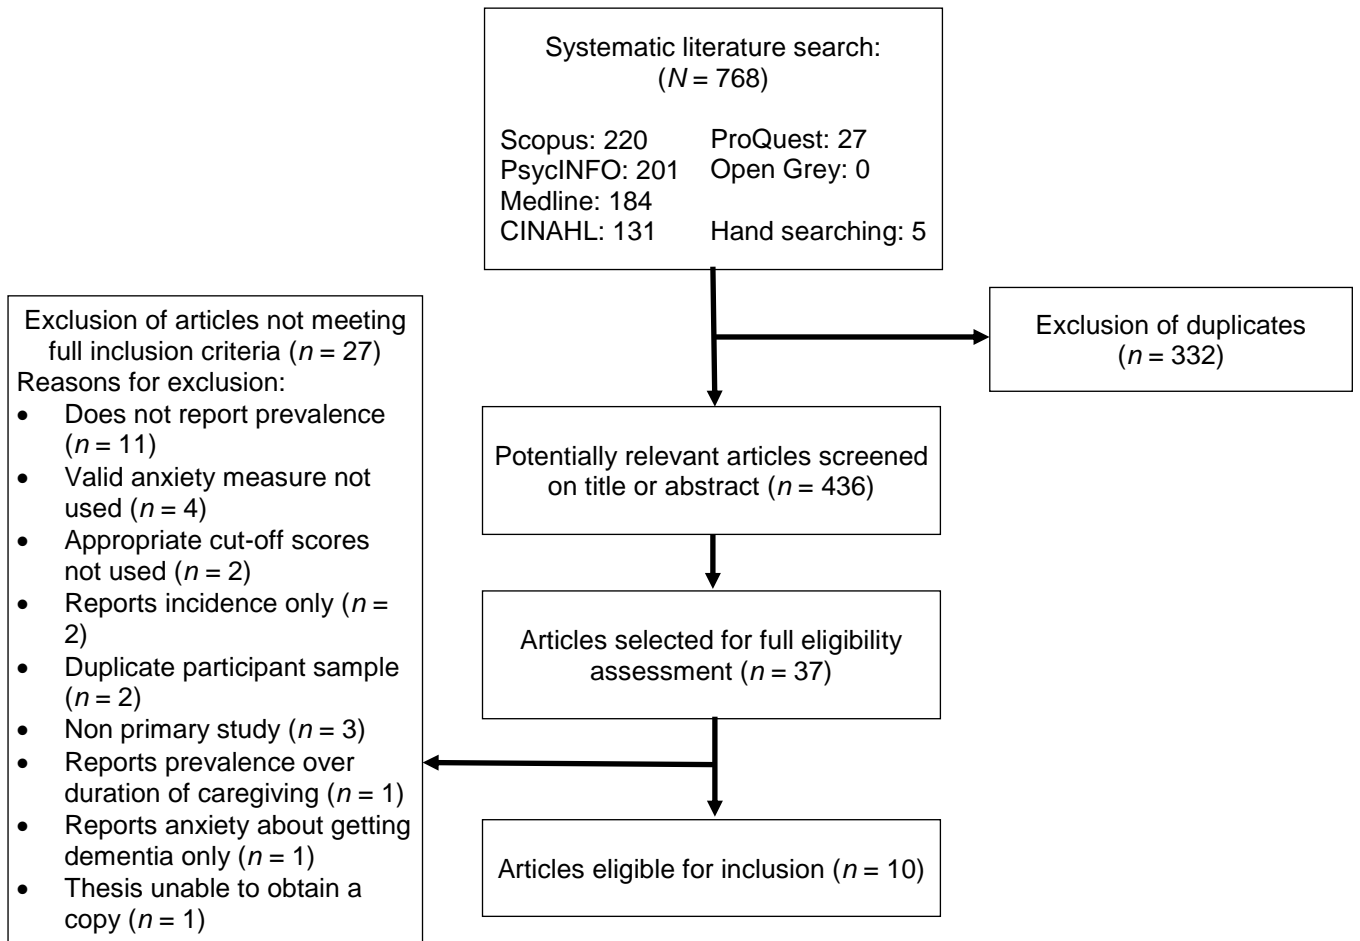 Systematic literature search:
(N = 768)
Scopus: 220 ProQuest: 27
PsycINFO: 201 Open Grey: 0
Medline: 184
CINAHL: 131 Hand searching: 5
Exclusion of duplicates
(n = 332)
Potentially relevant articles screened
on title or abstract (n = 436)
Articles selected for full eligibility
assessment (n = 37)
Exclusion of articles not meeting
full inclusion criteria (n = 27)
Reasons for exclusion:
• Does not report prevalence
(n = 11)
• Valid anxiety measure not
used (n = 4)
• Appropriate cut-off scores
not used (n = 2)
• Reports incidence only (n =
2)
• Duplicate participant sample
(n = 2)
• Non primary study (n = 3)
• Reports prevalence over
duration of caregiving (n = 1)
• Reports anxiety about getting
dementia only (n = 1)
• Thesis unable to obtain a
copy (n = 1)
Articles eligible for inclusion (n = 10)